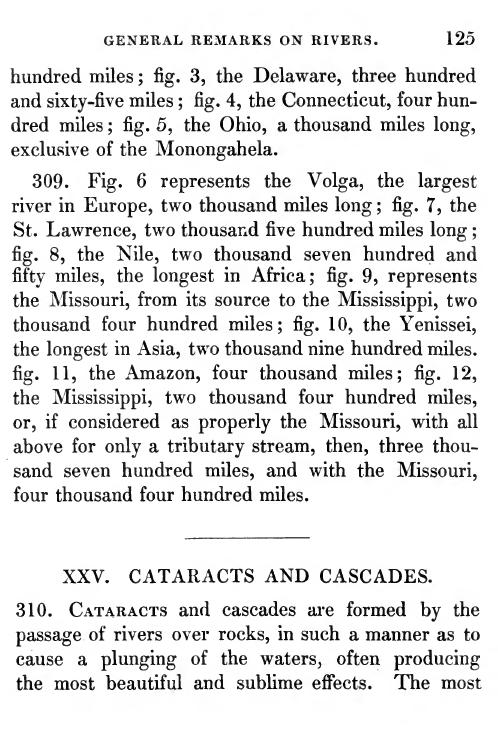 GENERAL REMARKS ON RIVERS. 125
hundred miles; fig. 3, the Delaware, three hundred
and sixty-five miles; fig. 4, the Connecticut, four hun-
dred miles; fig. 5, the Ohio, a thousand miles long,
exclusive of the Monongahela.
309. Fig. 6 represents the Volga, the largest
river in Europe, two thousand miles long; fig. 7, the
St. Lawrence, two thousand five hundred miles long;
fig. 8, the Nile, two thousand seven hundred and
fifty miles, the longest in Africa; fig. 9, represents
the Missouri, from its source to the Mississippi, two
thousand four hundred miles; fig. 10, the Yenissei,
the longest in Asia, two thousand nine hundred miles.
fig. 11, the Amazon, four thousand miles; fig. 12,
the Mississippi, two thousand four hundred miles,
or, if considered as properly the Missouri, with all
above for only a tributary stream, then, three thou-
sand seven hundred miles, and with the Missouri,
four thousand four hundred miles.
XXV. CATARACTS AND CASCADES.
310. CATARACTS and cascades are formed by the
passage of rivers over rocks, in such a manner as to
cause a plunging of the waters, often producing
the most beautiful and sublime effects. The most